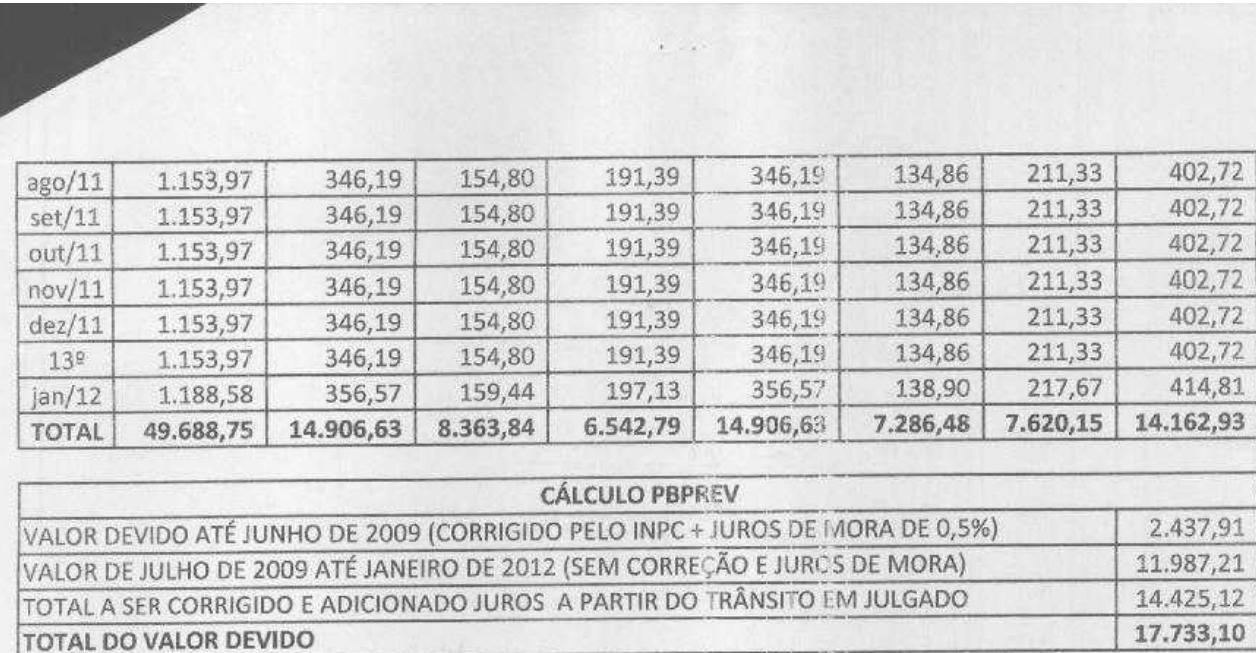 ago/11 1.153,97 346,19 154,80 191,39 346,19 134,86 211,33 402,72
set/11 1.153,97 346,19 154,80 191,39 346,19 134,86 211,33 402,72
out/11 1.153,97 346,19 154,80 191,39 346,19 134,86 211,33 402,72
nov/11 1.153,97 346,19 154,80 191,39 346,19 134,86 211,33 402,72
dez/11 1.153,97 346,19 154,80 191,39 346,19 134,86 211,33 402,72
13º 1.153,97 346,19 154,80 191,39 346,19 134,86 211,33 402,72
jan/12 1.188,58 356,57 159,44 197,13 356,57 138,90 217,67 414,81
TOTAL 49.688,75 14.906,63 8.363,84 6.542,79 14.906,63 7.286,48 7.620,15 14.162,93
CÁLCULO PBPREV
VALOR DEVIDO ATÉ JUNHO DE 2009 (CORRIGIDO PELO INPC + JUROS DE MORA DE 0,5%) 2.437,91
VALOR DE JULHO DE 2009 ATÉ JANEIRO DE 2012 (SEM CORREÇÃO E JUROS DE MORA) 11.987,21
TOTAL A SER CORRIGIDO E ADICIONADO JUROS A PARTIR DO TRÂNSITO EM JULGADO 14.425,12
TOTAL DO VALOR DEVIDO 17.733,10